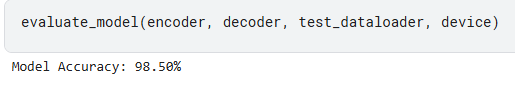 evaluate_model(encoder, decoder, test_dataloader, device)
Model Accuracy: 98.50%